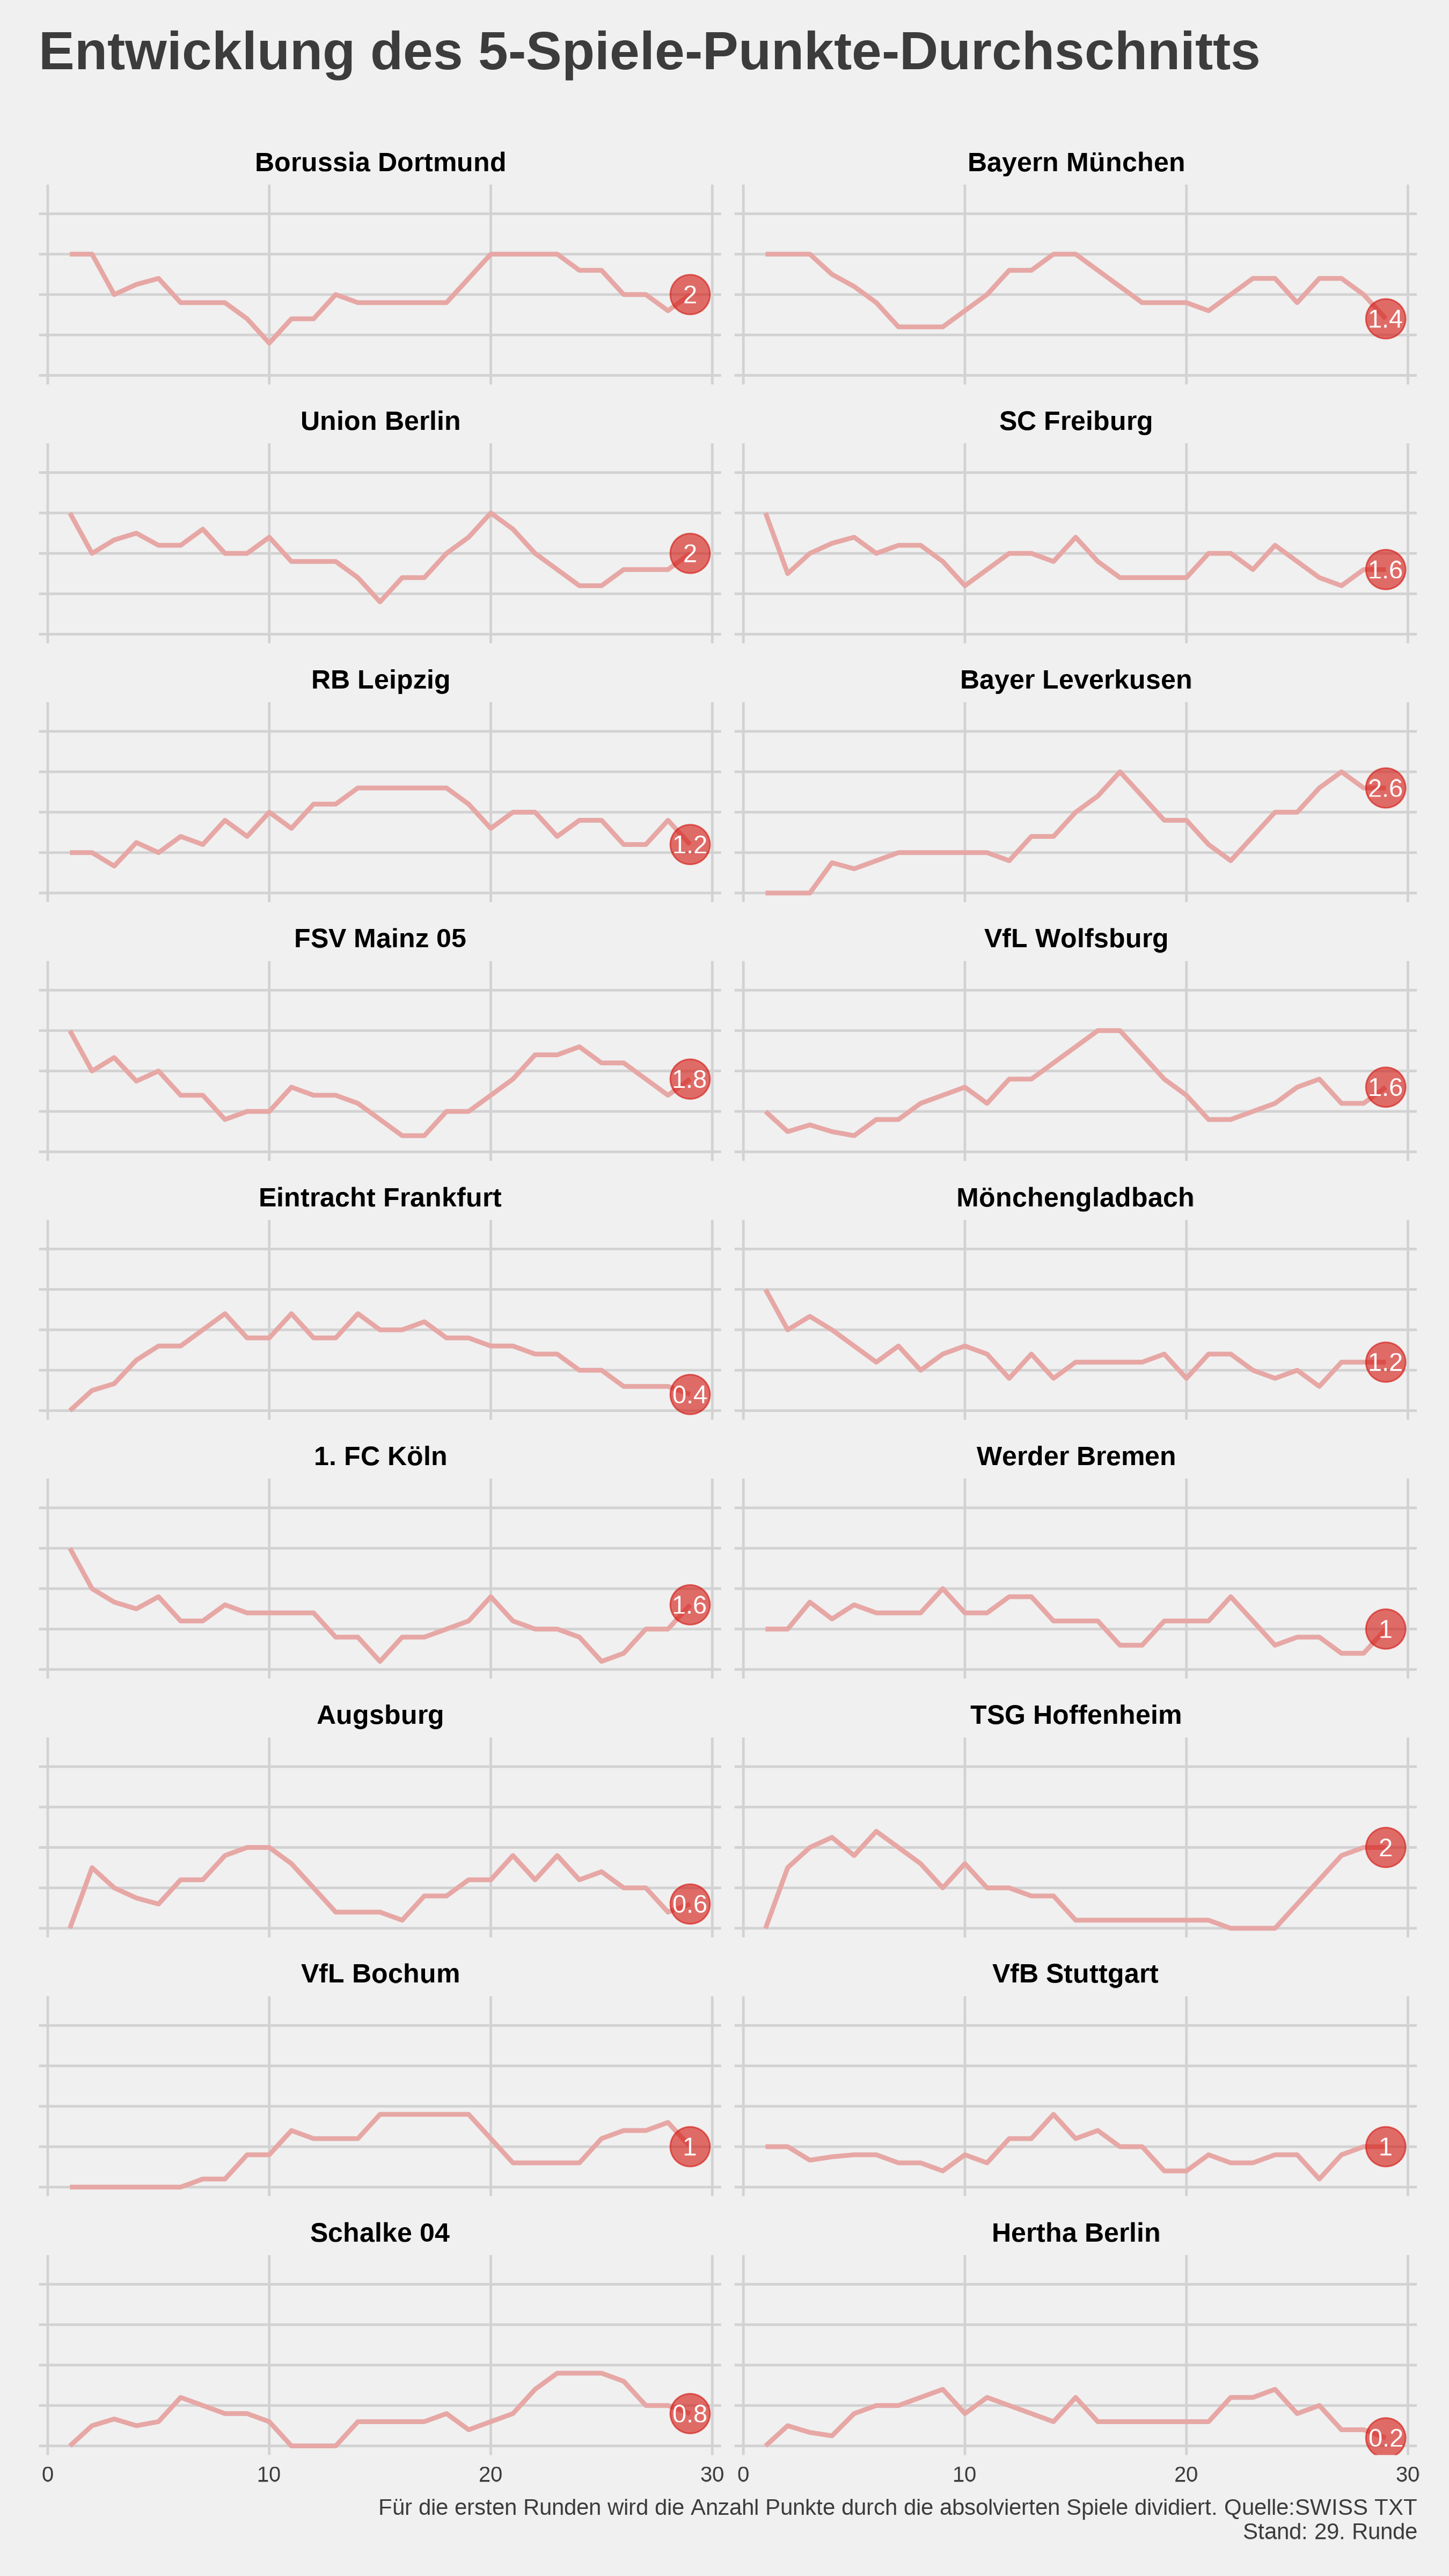 Entwicklung des 5-Spiele-Punkte-Durchschnitts
Borussia Dortmund
Bayern München
2
1.4
Union Berlin
SC Freiburg
2
1.6
RB Leipzig
Bayer Leverkusen
1.2
2.6
FSV Mainz 05
VfL Wolfsburg
1.8
1.6
Eintracht Frankfurt
Mönchengladbach
0.4
1.2
1. FC Köln
Werder Bremen
1.6
1
Augsburg
TSG Hoffenheim
0.6
2
VfL Bochum
VfB Stuttgart
1
1
Schalke 04
Hertha Berlin
0.8
0.2
0 10 20 30 0 10 20 30
Für die ersten Runden wird die Anzahl Punkte durch die absolvierten Spiele dividiert. Quelle:SWISS TXT
Stand: 29. Runde